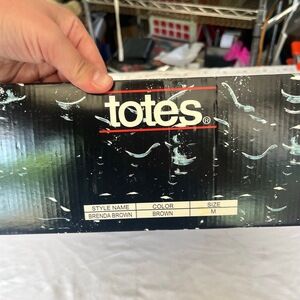 totes®
STYLE NAME COLOR SIZE
BRENDA BROWN BROWN M